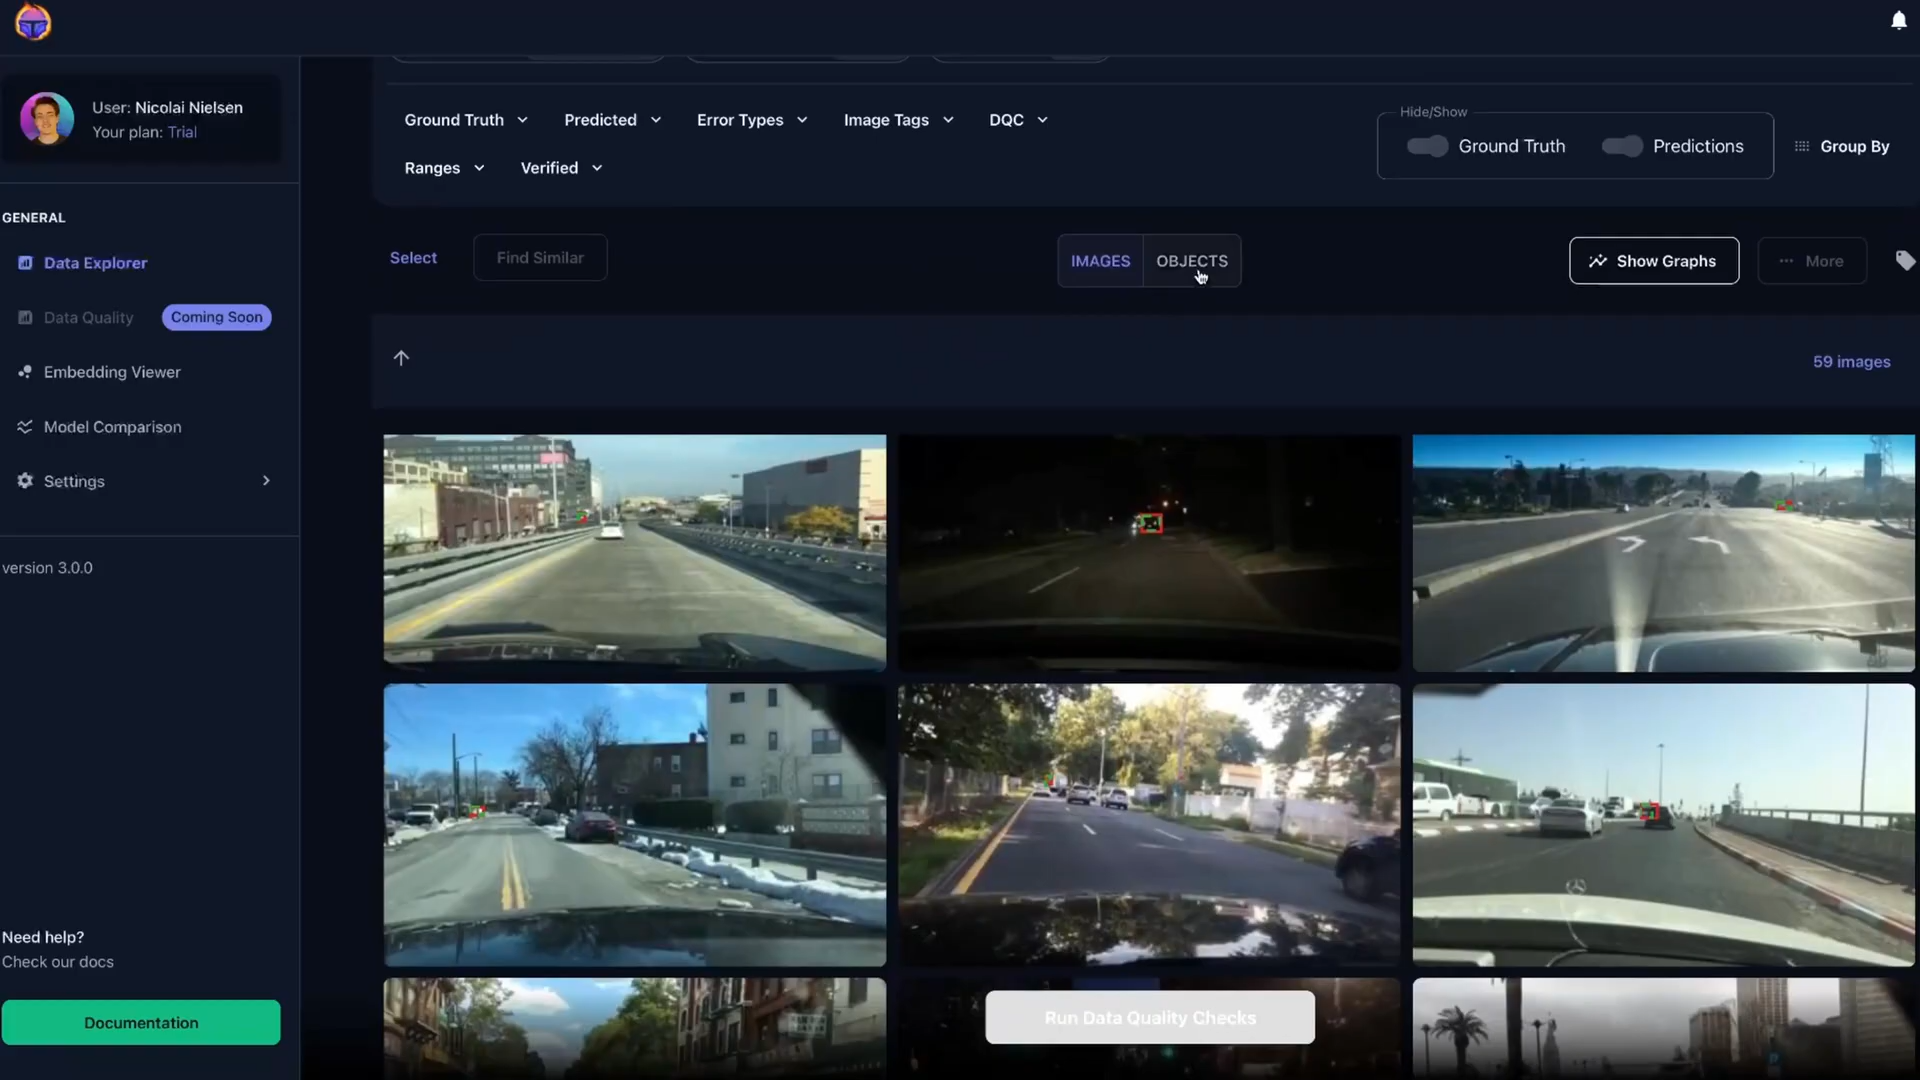 User: Nicolai Nielsen
Your plan: Trial
GENERAL
Data Explorer
Data Quality Coming Soon
Embedding Viewer
Model Comparison
Settings
version 3.0.0
Need help?
Check our docs
Documentation
Ground Truth Predicted Error Types Image Tags DQC
Ranges Verified
Hide/Show
Ground Truth Predictions
Group By
Select Find Similar
IMAGES OBJECTS
Show Graphs More
59 images
Run Data Quality Checks